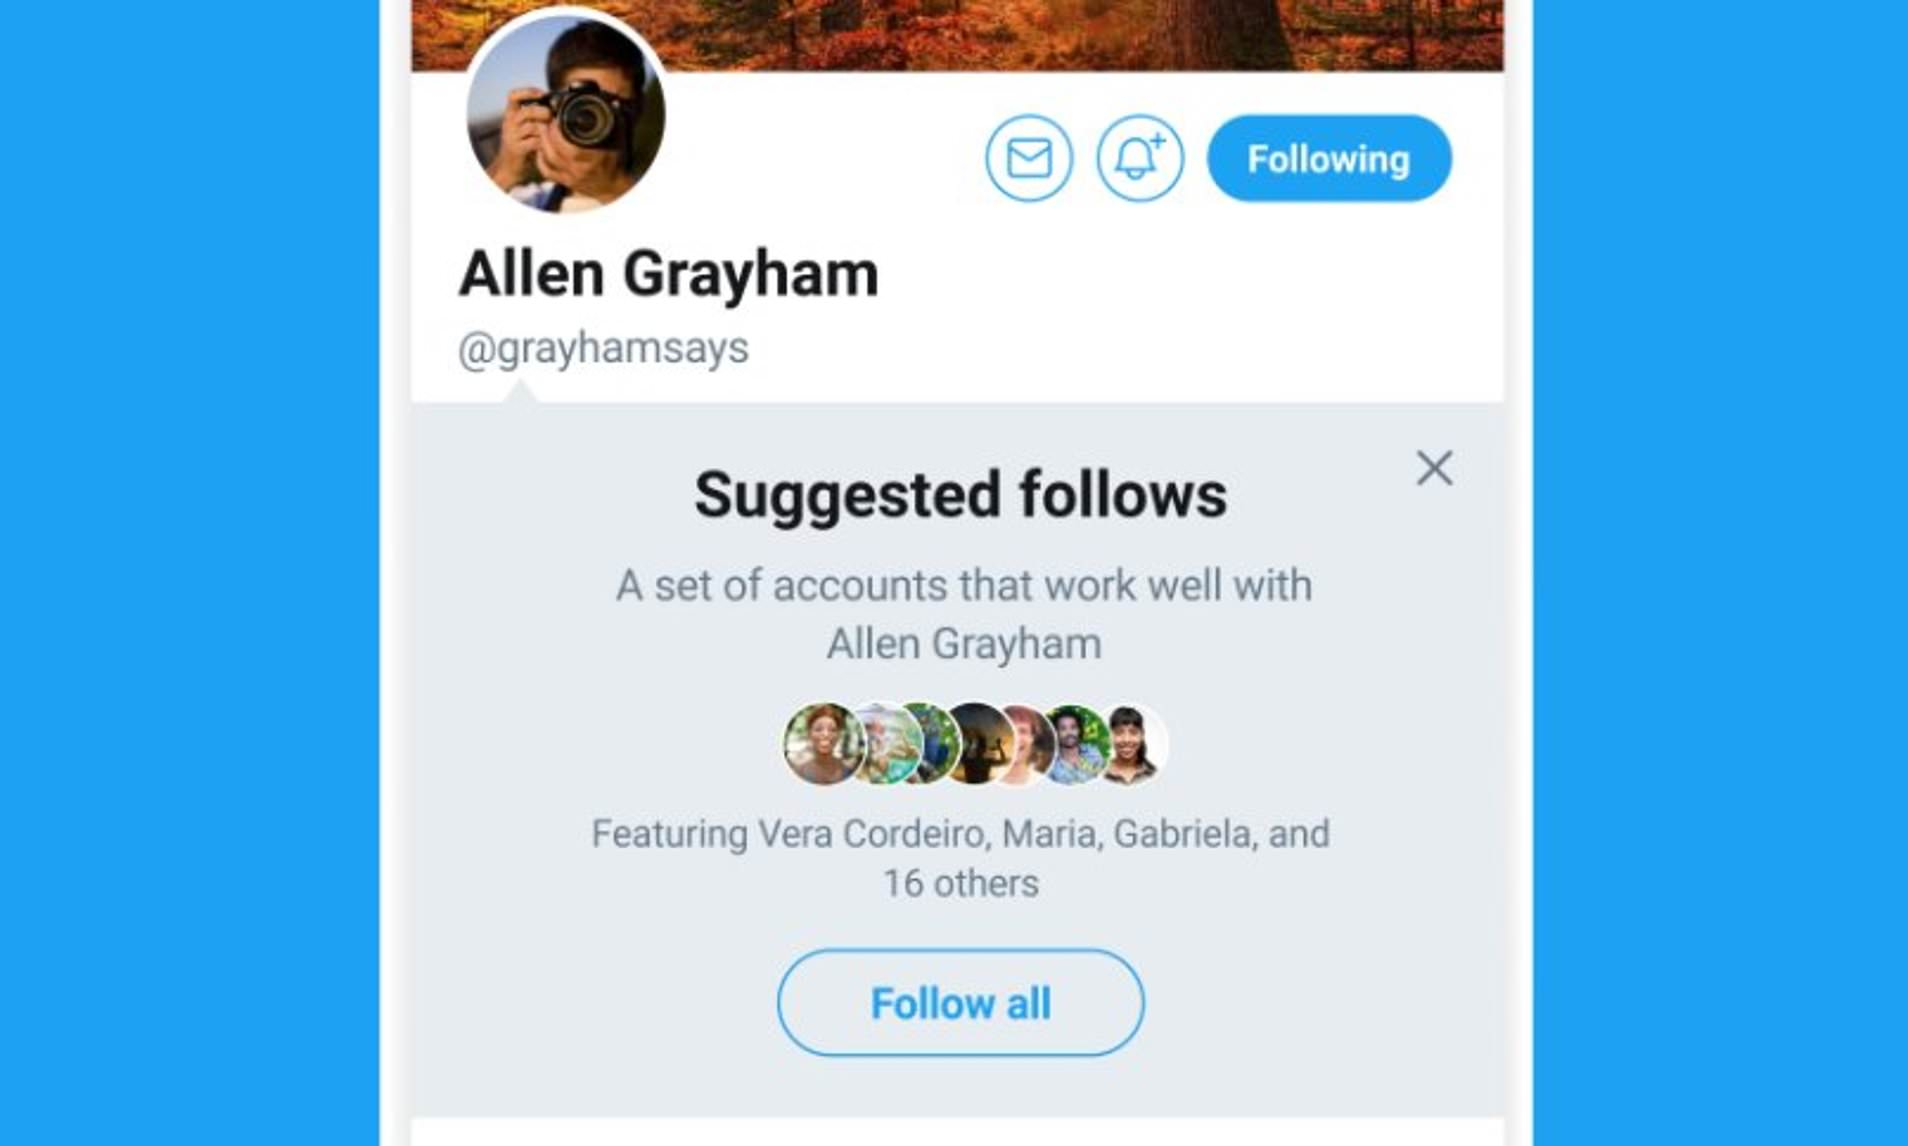 Following
Allen Grayham
@grayhamsays
Suggested follows
A set of accounts that work well with
Allen Grayham
Featuring Vera Cordeiro, Maria, Gabriela, and
16 others
Follow all